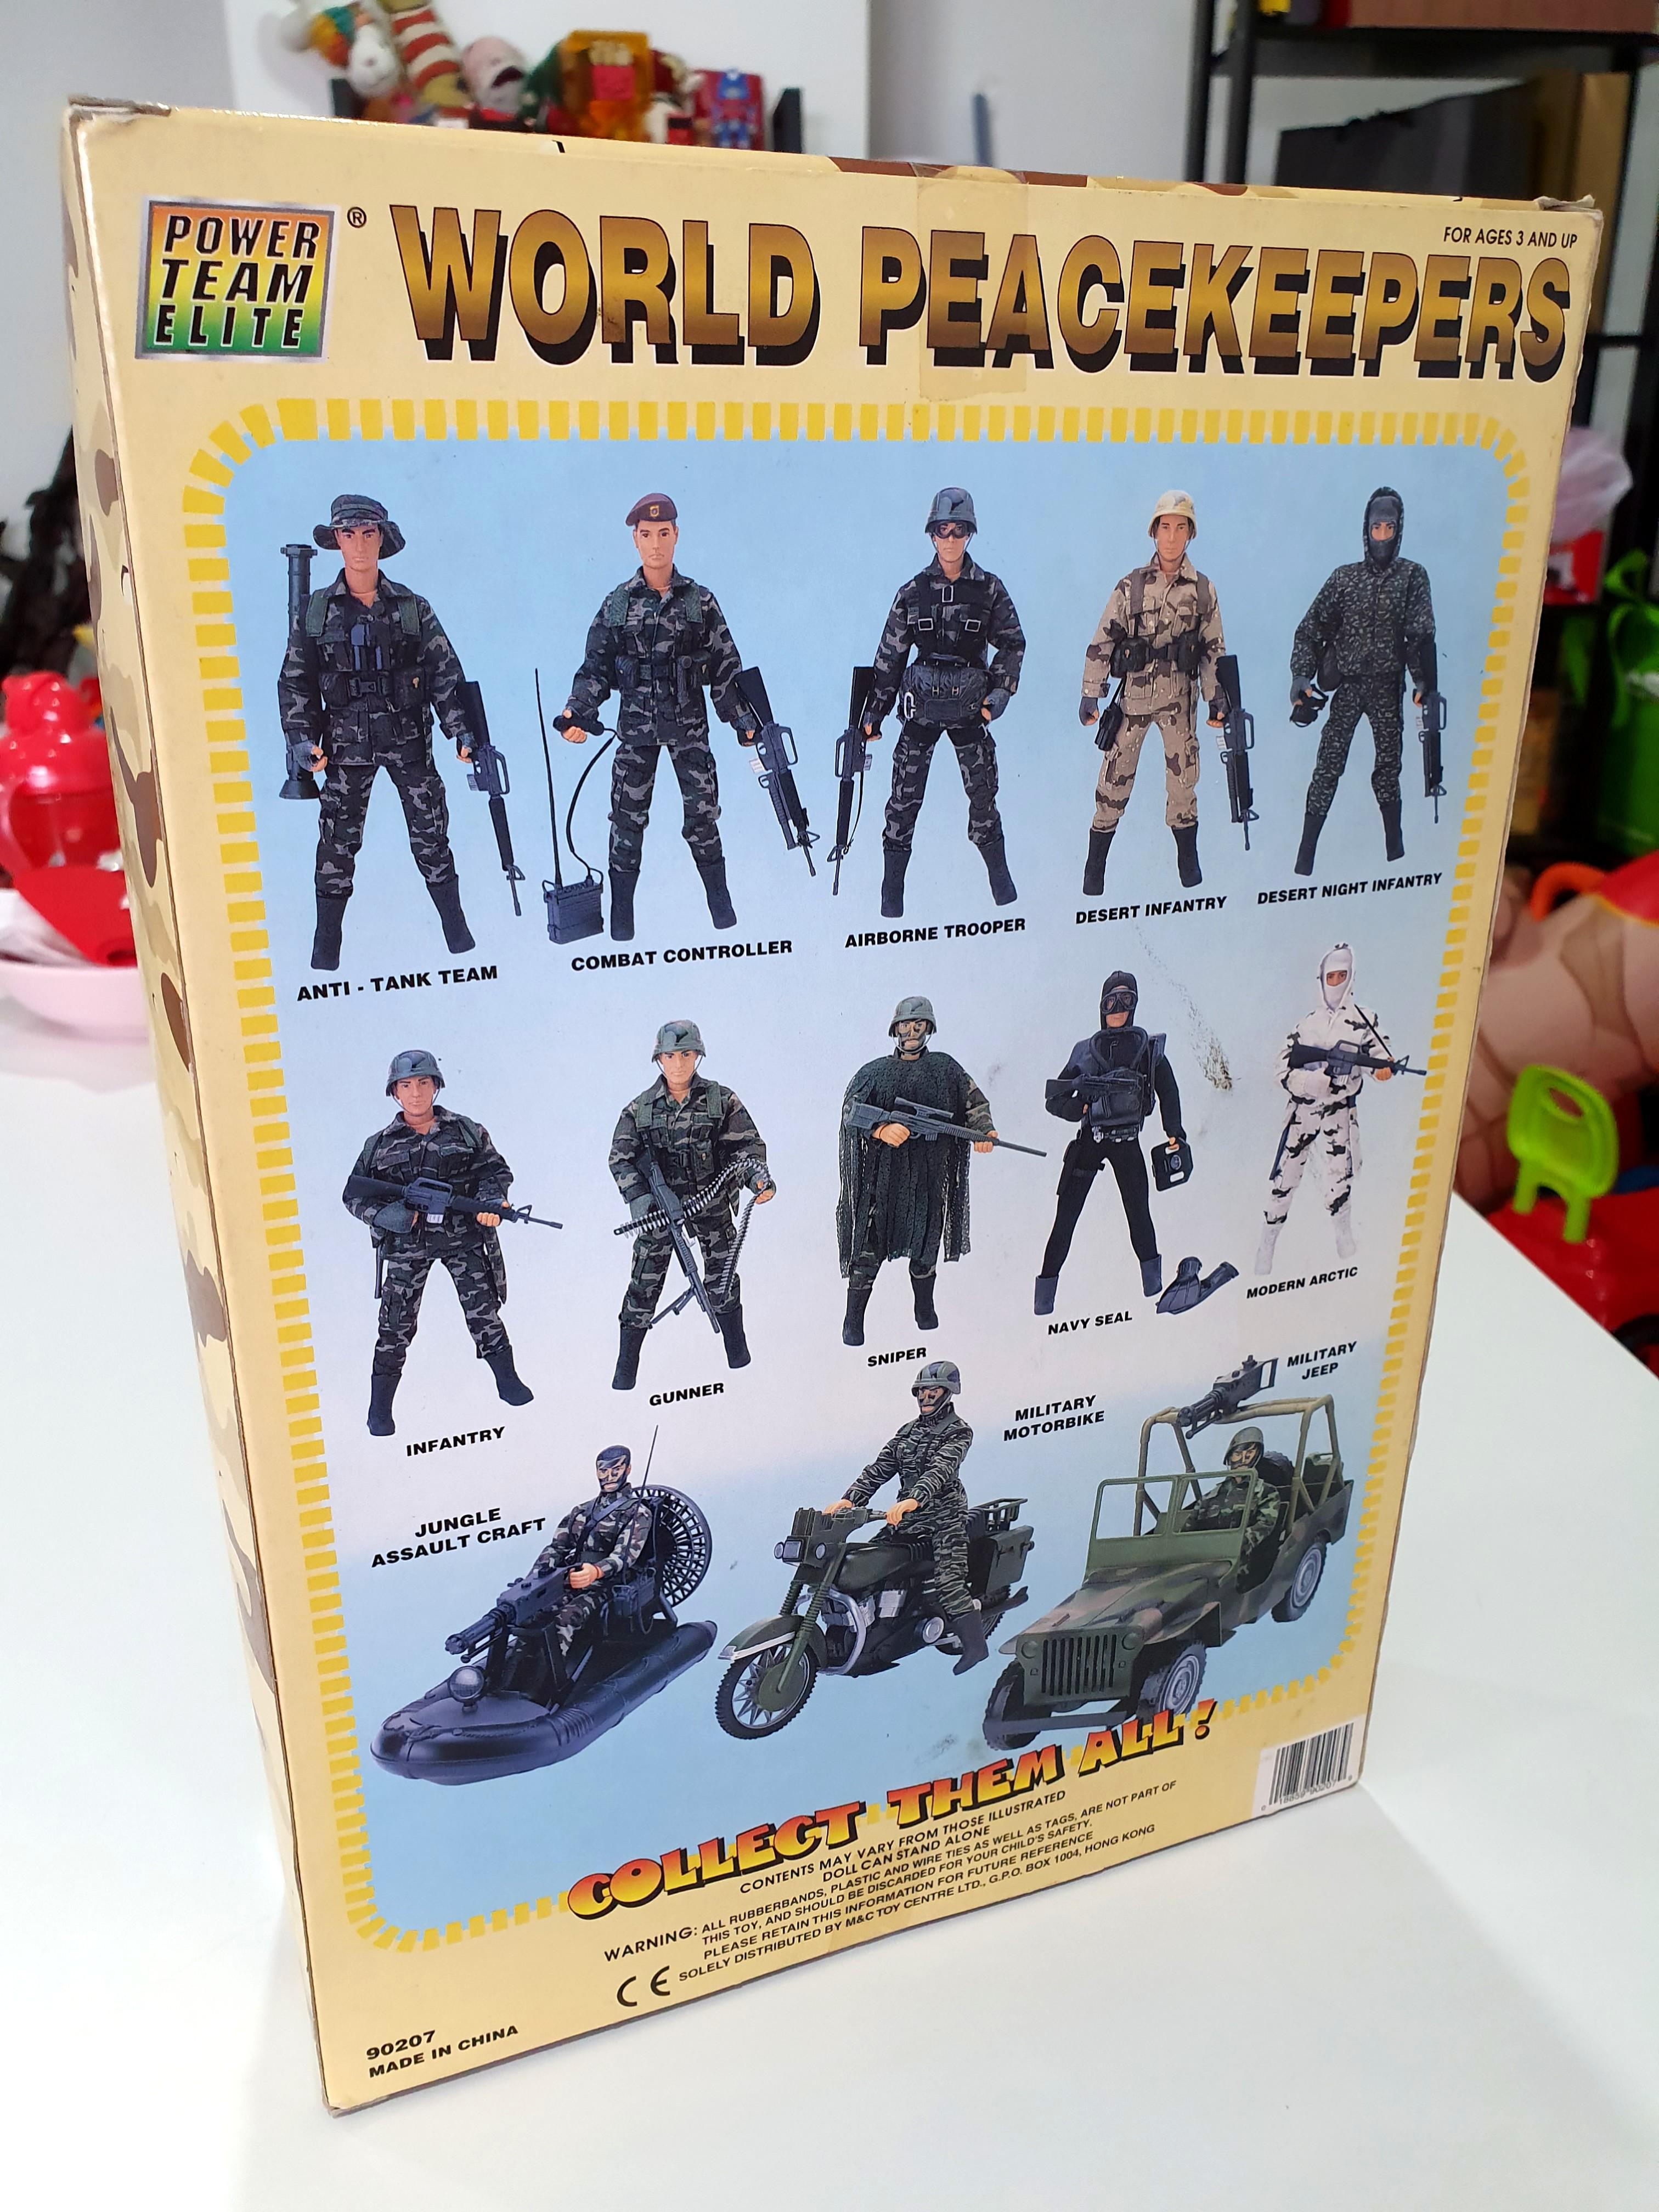 POWER
TEAM
ELITE
®
WORLD PEACEKEEPERS
FOR AGES 3 AND UP
ANTI - TANK TEAM
COMBAT CONTROLLER
AIRBORNE TROOPER
DESERT INFANTRY
DESERT NIGHT INFANTRY
INFANTRY
GUNNER
SNIPER
NAVY SEAL
MODERN ARCTIC
JUNGLE
ASSAULT CRAFT
MILITARY
MOTORBIKE
MILITARY
JEEP
COLLECT THEM ALL!
CONTENTS MAY VARY FROM THOSE ILLUSTRATED
DOLL CAN STAND ALONE
WARNING: ALL RUBBERBANDS, PLASTIC AND WIRE TIES AS WELL AS TAGS, ARE NOT PART OF
THIS TOY, AND SHOULD BE DISCARDED FOR YOUR CHILD'S SAFETY.
PLEASE RETAIN THIS INFORMATION FOR FUTURE REFERENCE
CE SOLELY DISTRIBUTED BY M&C TOY CENTRE LTD., G.P.O. BOX 1004, HONG KONG
90207
MADE IN CHINA